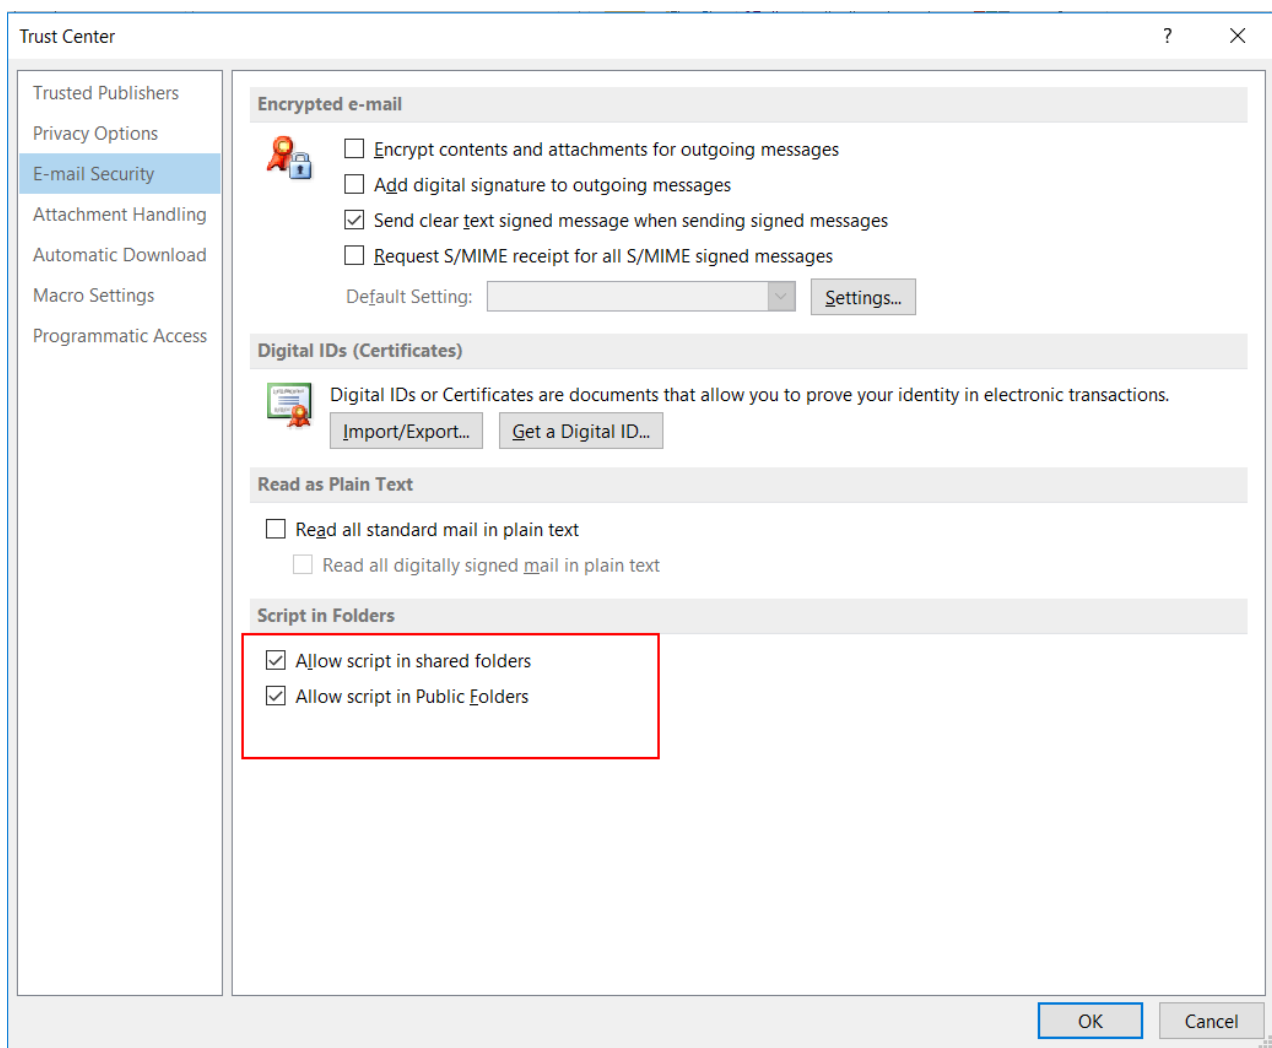 Trust Center
?
Trusted Publishers
Privacy Options
E-mail Security
Attachment Handling
Automatic Download
Macro Settings
Programmatic Access
Encrypted e-mail
Encrypt contents and attachments for outgoing messages
Add digital signature to outgoing messages
Send clear text signed message when sending signed messages
Request S/MIME receipt for all S/MIME signed messages
Default Setting:
Settings...
Digital IDs (Certificates)
Digital IDs or Certificates are documents that allow you to prove your identity in electronic transactions.
Import/Export...
Get a Digital ID...
Read as Plain Text
Read all standard mail in plain text
Read all digitally signed mail in plain text
Script in Folders
Allow script in shared folders
Allow script in Public Folders
OK
Cancel